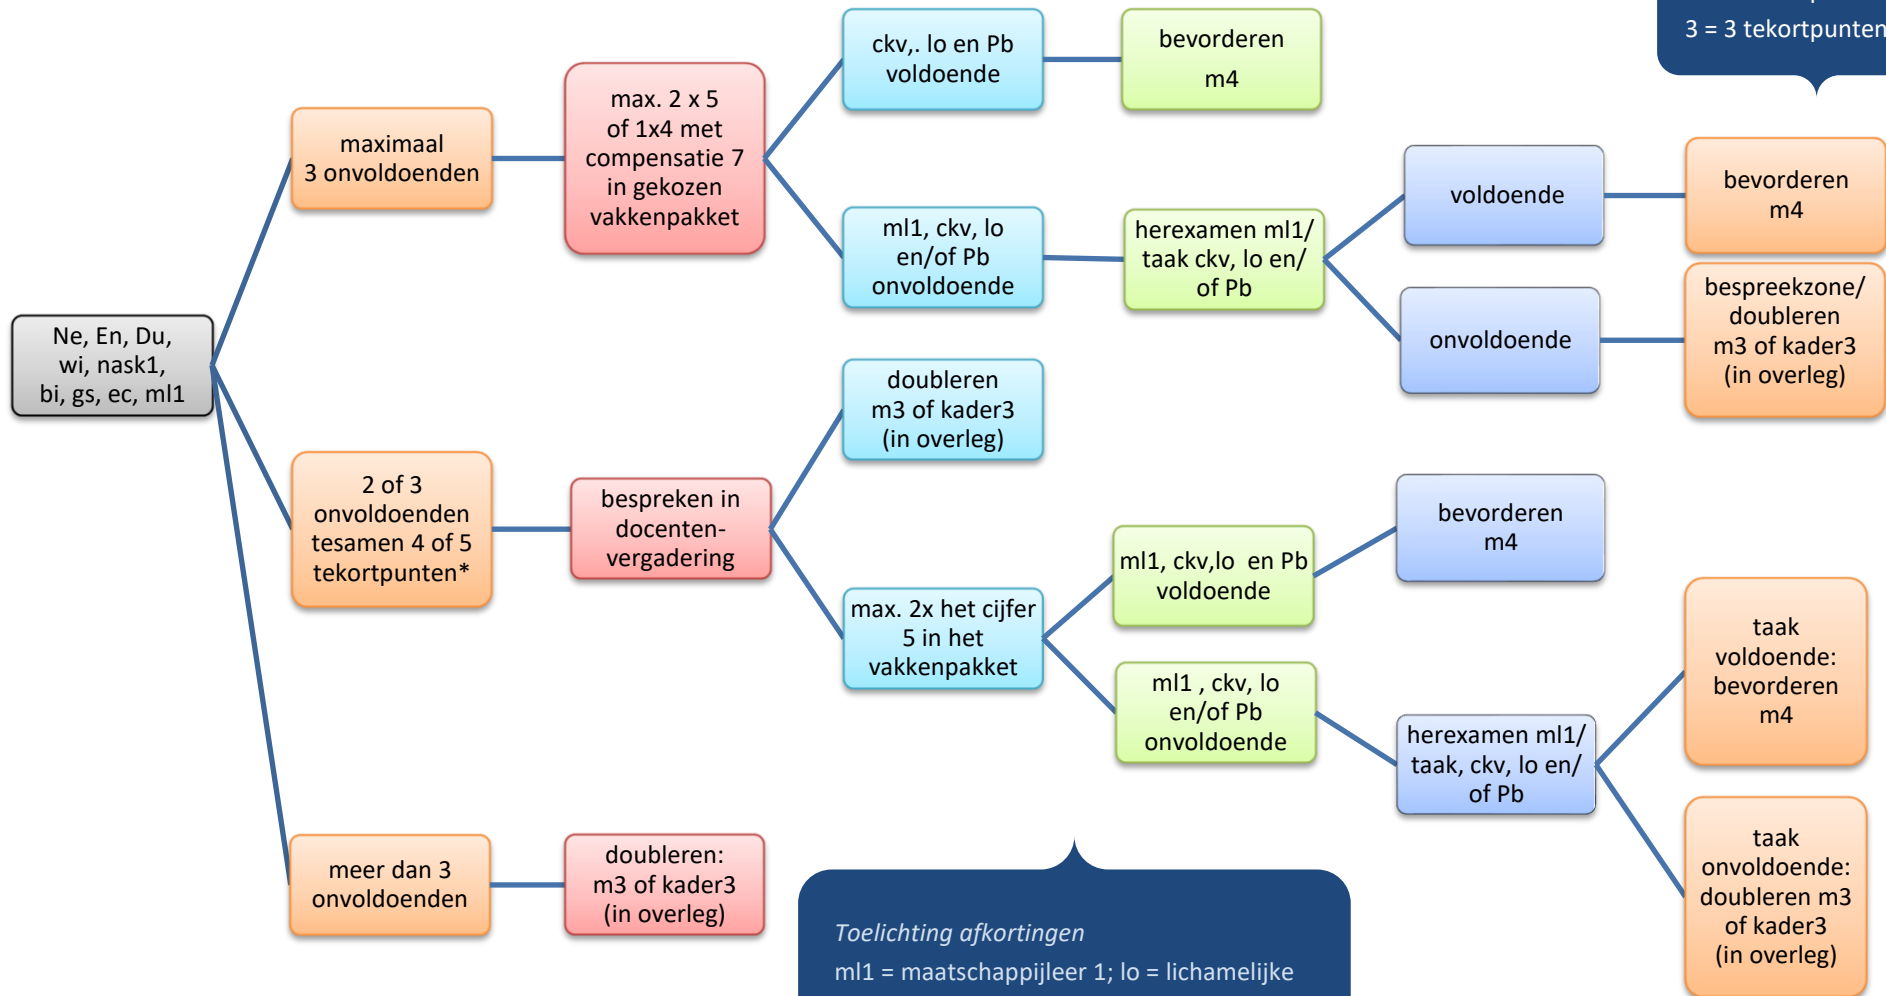 3 = 3 tekortpunten
Ne, En, Du,
wi, nask1,
bi, gs, ec, ml1
maximaal
3 onvoldoenden
max. 2 x 5
of 1x4 met
compensatie 7
in gekozen
vakkenpakket
ckv,. lo en Pb
voldoende
bevorderen
m4
ml1, ckv, lo
en/of Pb
onvoldoende
herexamen ml1/
taak ckv, lo en/
of Pb
voldoende
bevorderen
m4
onvoldoende
bespreekzone/
doubleren
m3 of kader3
(in overleg)
2 of 3
onvoldoenden
tesamen 4 of 5
tekortpunten*
bespreken in
docenten-
vergadering
doubleren
m3 of kader3
(in overleg)
max. 2x het cijfer
5 in het
vakkenpakket
ml1, ckv,lo en Pb
voldoende
bevorderen
m4
ml1 , ckv, lo
en/of Pb
onvoldoende
herexamen ml1/
taak, ckv, lo en/
of Pb
taak
voldoende:
bevorderen
m4
taak
onvoldoende:
doubleren m3
of kader3
(in overleg)
meer dan 3
onvoldoenden
doubleren:
m3 of kader3
(in overleg)
Toelichting afkortingen
ml1 = maatschappijleer 1; lo = lichamelijke